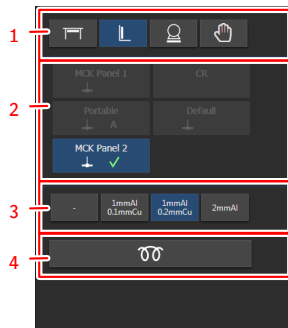 1
2
MCK Panel 1
CR
Portable
A
Default
MCK Panel 2
3
-
1mmAl
0.1mmCu
1mmAl
0.2mmCu
2mmAl
4